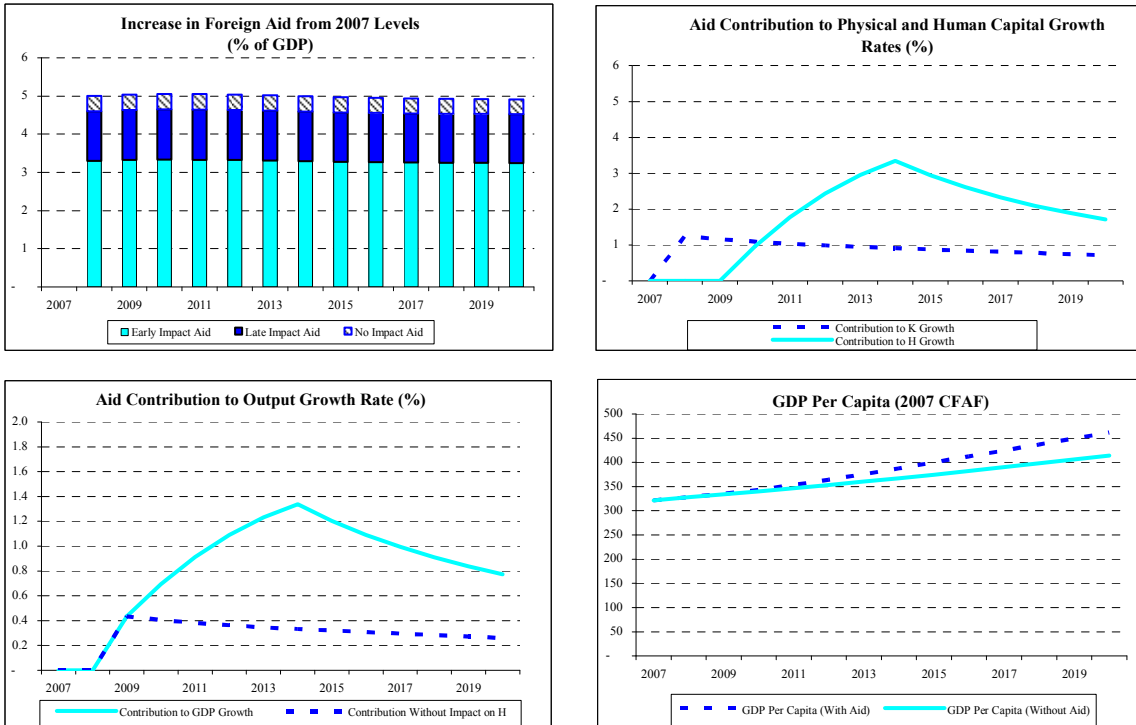 Increase in Foreign Aid from 2007 Levels
(% of GDP)
6
5
4
3
2
1
-
2007 2009 2011 2013 2015 2017 2019
Early Impact Aid Late Impact Aid No Impact Aid
Aid Contribution to Physical and Human Capital Growth
Rates (%)
6
5
4
3
2
1
-
2007 2009 2011 2013 2015 2017 2019
Contribution to K Growth
Contribution to H Growth
Aid Contribution to Output Growth Rate (%)
2.0
1.8
1.6
1.4
1.2
1.0
0.8
0.6
0.4
0.2
-
2007 2009 2011 2013 2015 2017 2019
Contribution to GDP Growth Contribution Without Impact on H
GDP Per Capita (2007 CFAF)
500
450
400
350
300
250
200
150
100
50
-
2007 2009 2011 2013 2015 2017 2019
GDP Per Capita (With Aid) GDP Per Capita (Without Aid)